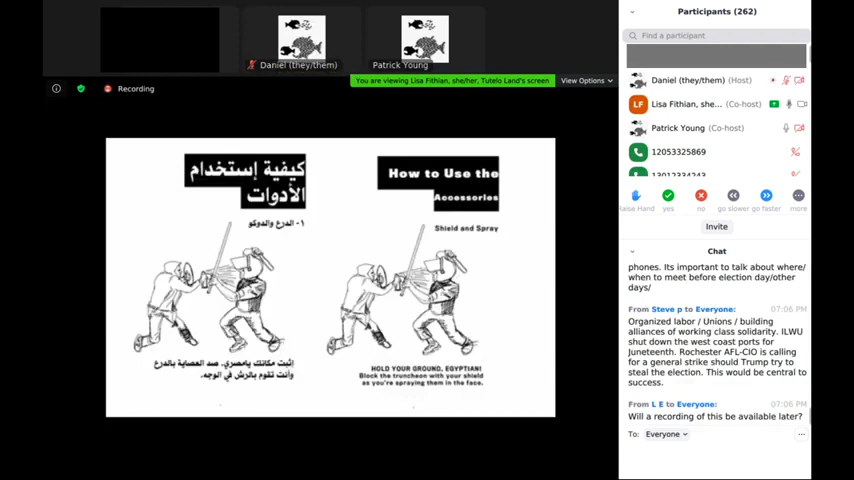 Daniel (they/them)
Patrick Young
Recording
You are viewing Lisa Fithian, she/her, Tutelo Land's screen
View Options
كيفية إستخدام
الأدوات
١- الدرع والدوكو
إثبت مكانك يامصري. صد العصاية بالدرع
وأنت تقوم بالرش في الوجه.
How to Use the
Accessories
Shield and Spray
HOLD YOUR GROUND, EGYPTIAN!
Block the truncheon with your shield
as you're spraying them in the face.
Participants (262)
Find a participant
Daniel (they/them) (Host)
LF
Lisa Fithian, she... (Co-host)
Patrick Young (Co-host)
12053325869
Raise Hand
yes
no
go slower
go faster
more
Invite
Chat
phones. Its important to talk about where/
when to meet before election day/other
days/
From Steve p to Everyone:
07:06 PM
Organized labor / Unions / building
alliances of working class solidarity. ILWU
shut down the west coast ports for
Juneteenth. Rochester AFL-CIO is calling
for a general strike should Trump try to
steal the election. This would be central to
success.
From L E to Everyone:
07:06 PM
Will a recording of this be available later?
To: Everyone